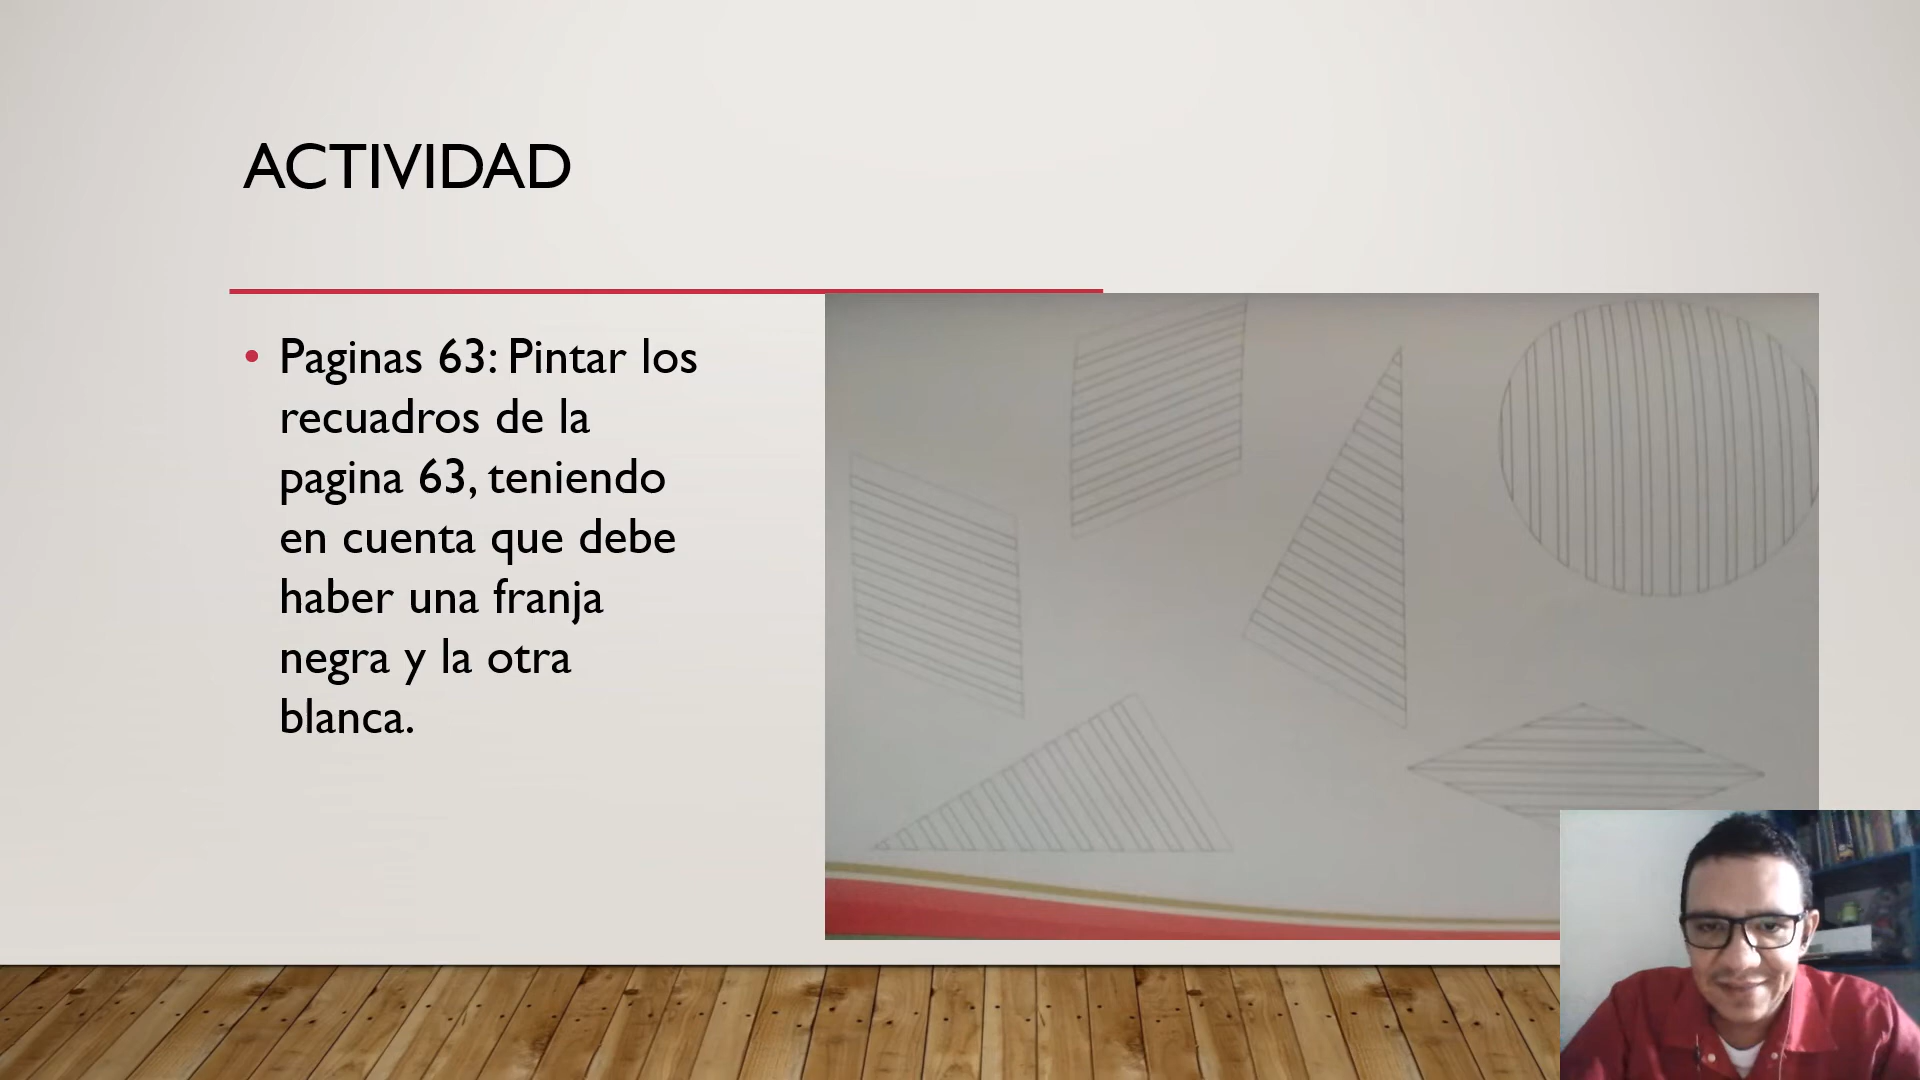 ACTIVIDAD
• Paginas 63: Pintar los
recuadros de la
pagina 63, teniendo
en cuenta que debe
haber una franja
negra y la otra
blanca.